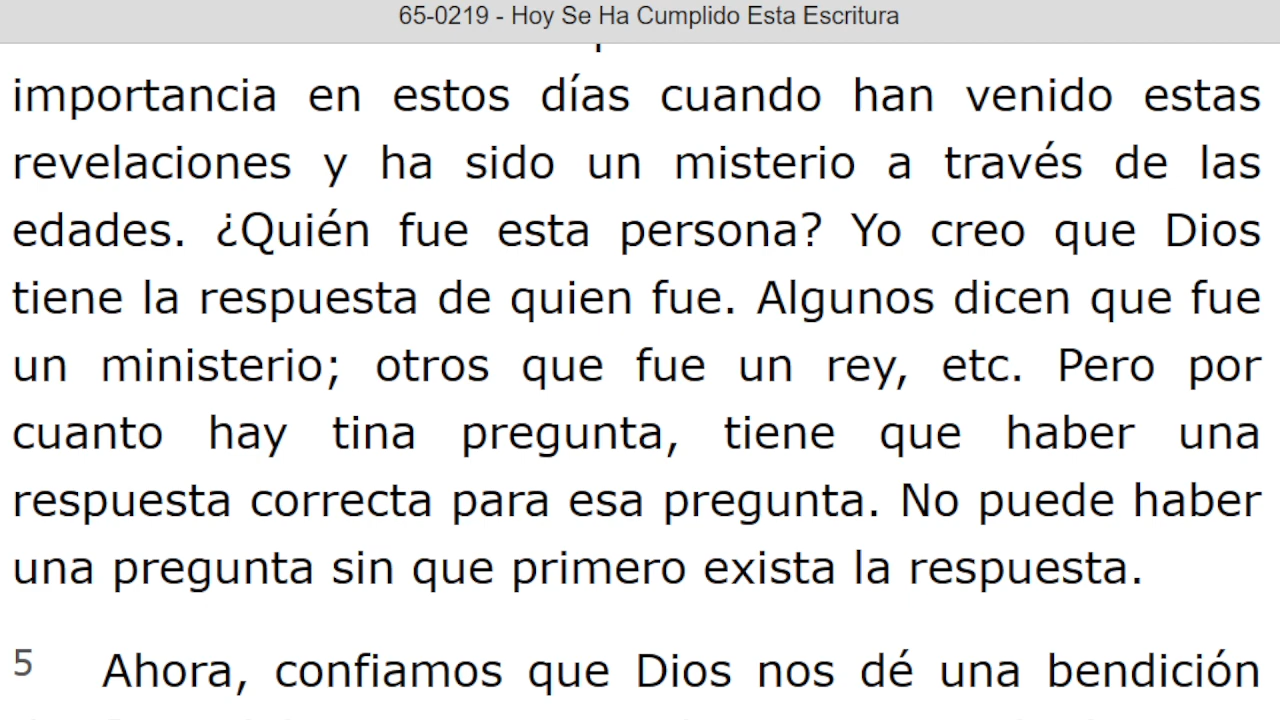 65-0219 - Hoy Se Ha Cumplido Esta Escritura
importancia en estos días cuando han venido estas
revelaciones y ha sido un misterio a través de las
edades. ¿Quién fue esta persona? Yo creo que Dios
tiene la respuesta de quien fue. Algunos dicen que fue
un ministerio; otros que fue un rey, etc. Pero por
cuanto hay tina pregunta, tiene que haber una
respuesta correcta para esa pregunta. No puede haber
una pregunta sin que primero exista la respuesta.
5 Ahora, confiamos que Dios nos dé una bendición